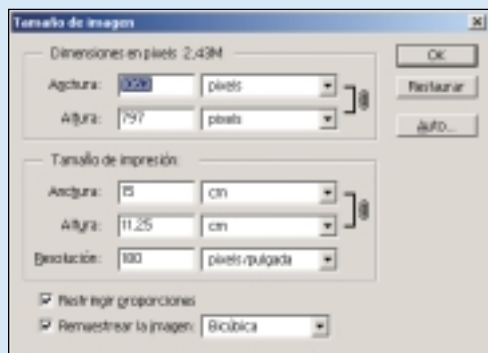 Tamaño de imagen
Dimensiones en píxels: 2,43M
OK
Anchura: 1063 píxels
Restaurar
Altura: 797 píxels
Auto...
Tamaño de impresión:
Anchura: 15 cm
Altura: 11.25 cm
Resolución: 180 píxels/pulgada
Restringir proporciones
Remuestrear la imagen: Bicúbica